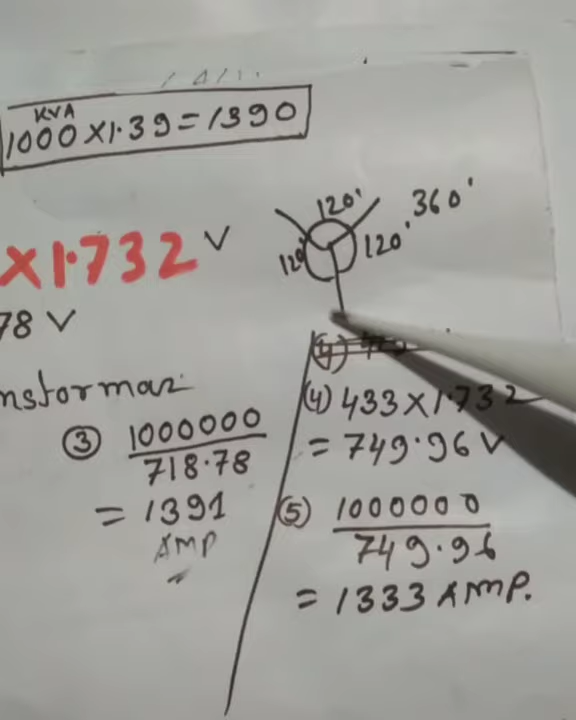 KVA
1000 × 1.39 = 1390
120° 360°
120° 120°
×1.732 V
78 V
nstormar
③ 1000000
718.78
= 1391
AMP
(4) 433×1.732
= 749.96 V
⑤ 1000000
749.96
= 1333 AMP.